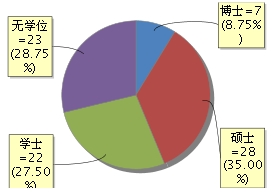 无学位
=23
(28.75
%)
博士=7
(8.75%
)
学士
=22
(27.50
%)
硕士
=28
(35.00
%)